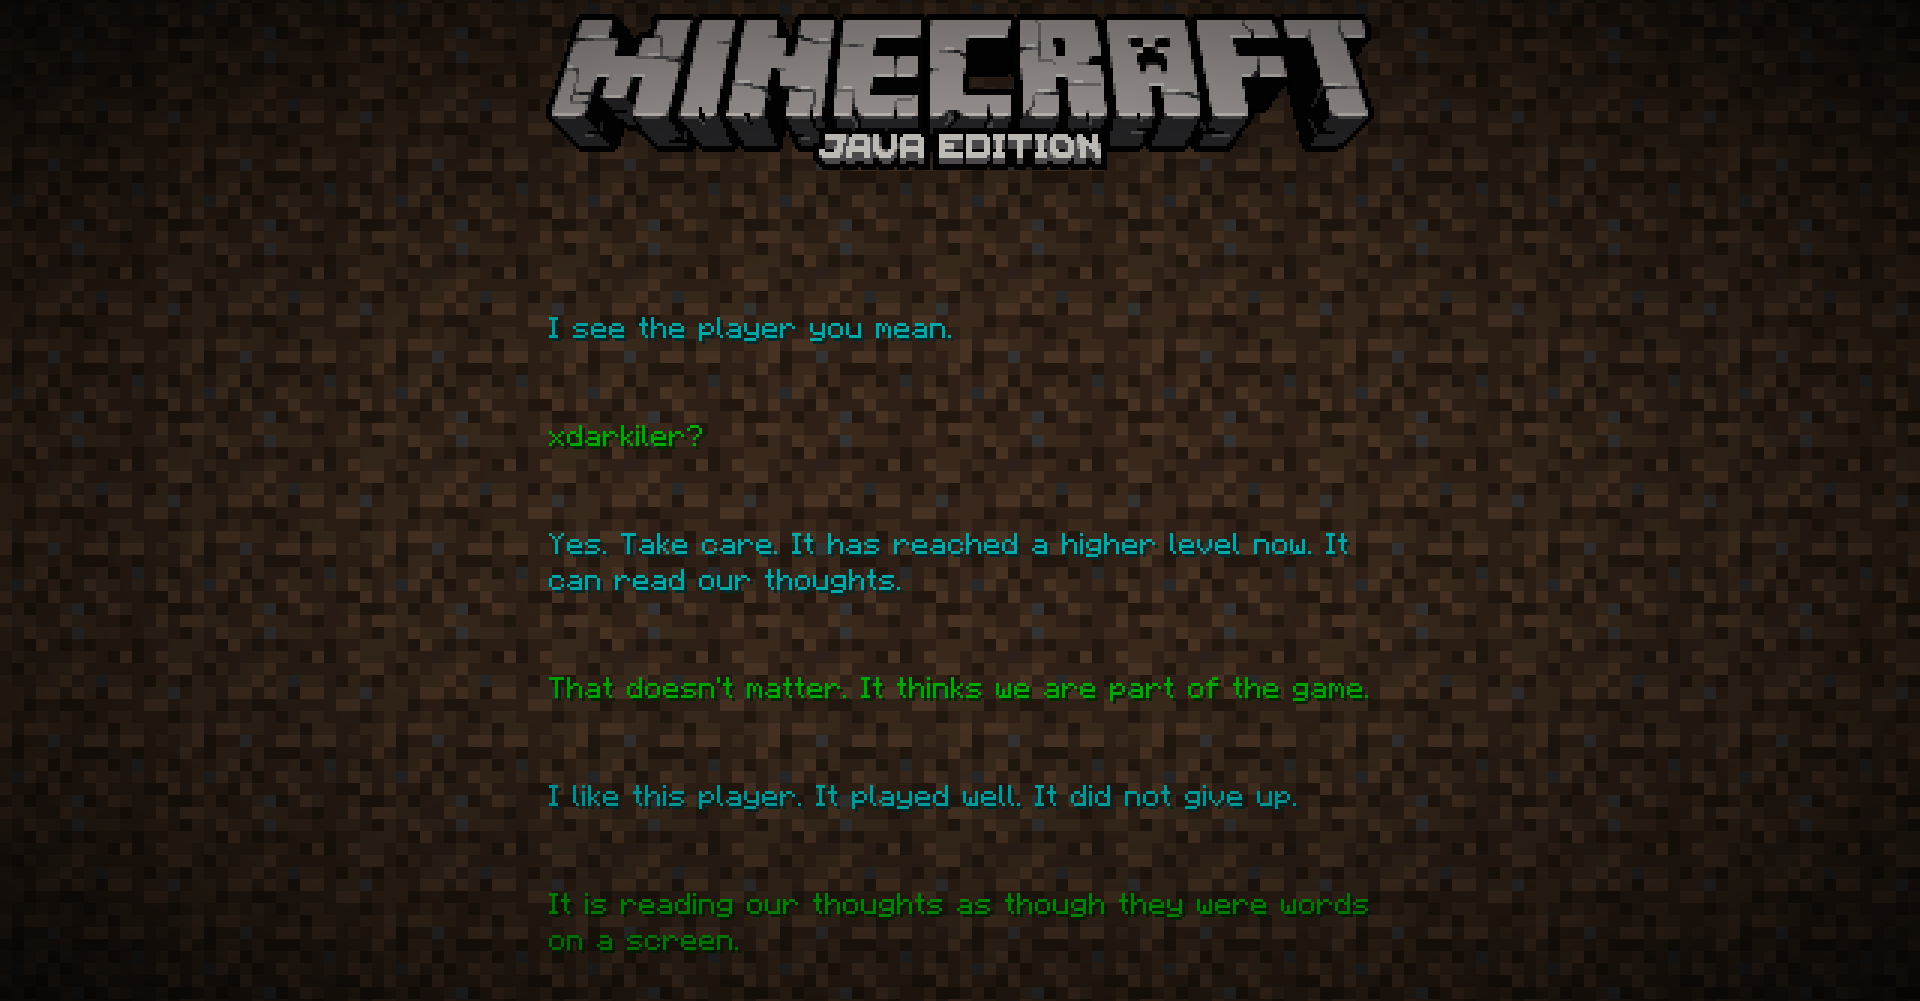 MINECRAFT
JAVA EDITION
I see the player you mean.
xdarkiler?
Yes. Take care. It has reached a higher level now. It
can read our thoughts.
That doesn't matter. It thinks we are part of the game.
I like this player. It played well. It did not give up.
It is reading our thoughts as though they were words
on a screen.